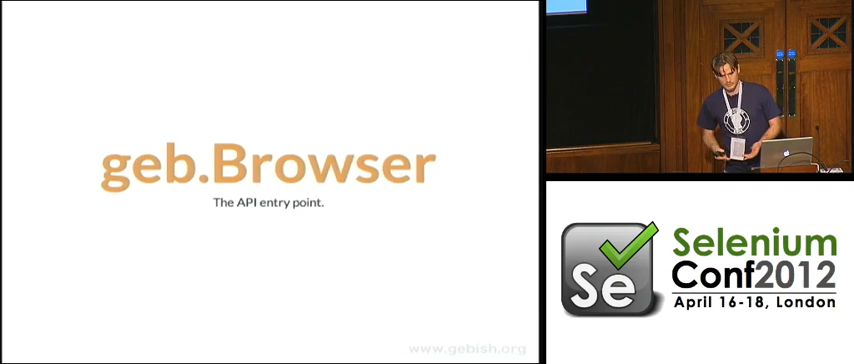 geb.Browser
The API entry point.
www.gebish.org
Se
Selenium
Conf2012
April 16-18, London